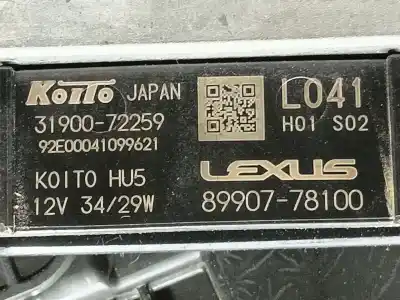 KOITO JAPAN
31900-72259
92E00041099621
KOITO HU5
12V 34/29W
L041
H01 S02
LEXUS
89907-78100